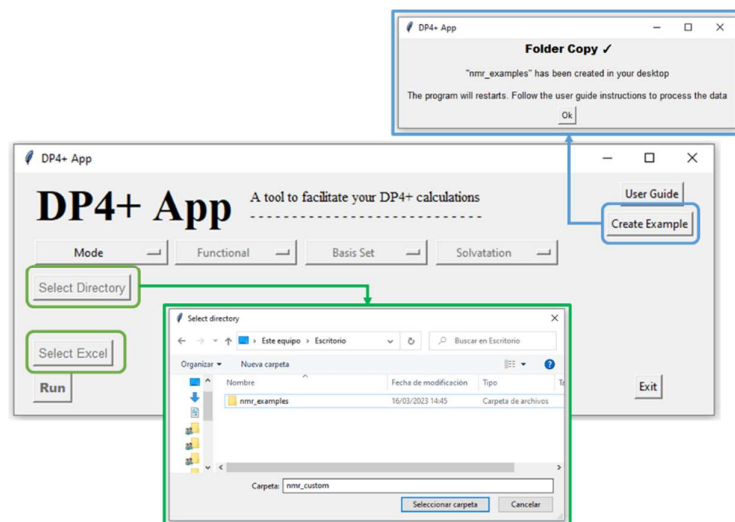 DP4+ App
Folder Copy ✓
"nmr_examples" has been created in your desktop
The program will restarts. Follow the user guide instructions to process the data
Ok
DP4+ App
DP4+ App
A tool to facilitate your DP4+ calculations
User Guide
Create Example
Mode
Functional
Basis Set
Solvatation
Select Directory
Select Excel
Run
Exit
Select directory
Este equipo > Escritorio
Buscar en Escritorio
Organizar
Nueva carpeta
Nombre
Fecha de modificación
Tipo
nmr_examples
16/03/2023 14:45
Carpeta de archivos
Carpeta:
nmr_custom
Seleccionar carpeta
Cancelar